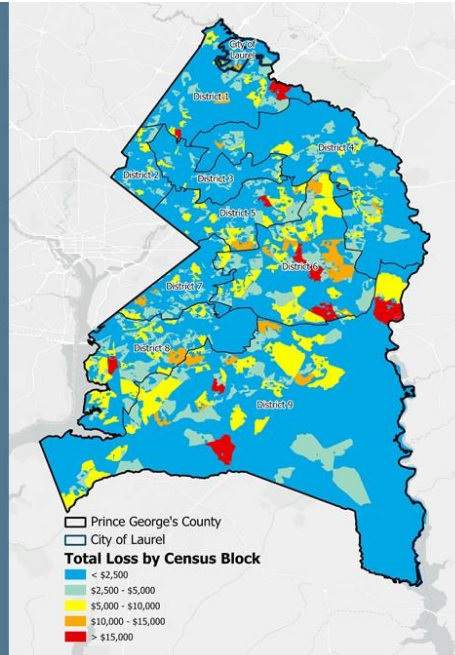 City of
Laurel
District 1
District 4
District 2
District 3
District 5
District 6
District 7
District 8
District 9
Prince George's County
City of Laurel
Total Loss by Census Block
< $2,500
$2,500 - $5,000
$5,000 - $10,000
$10,000 - $15,000
> $15,000